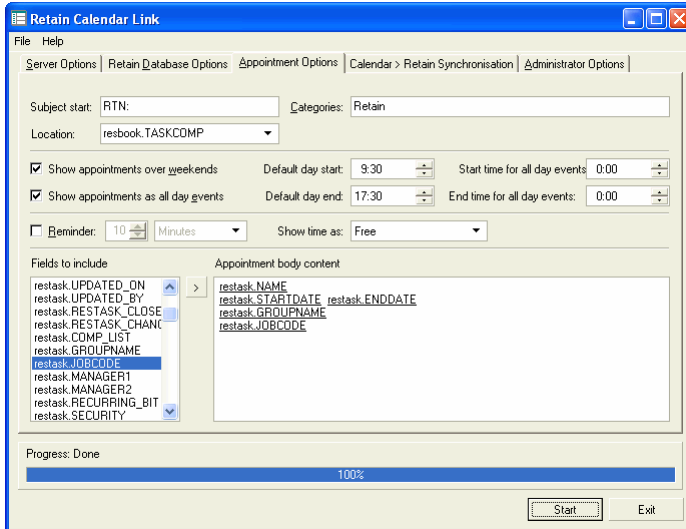 Retain Calendar Link
File Help
Server Options Retain Database Options Appointment Options Calendar > Retain Synchronisation Administrator Options
Subject start: RTN: Categories: Retain
Location: resbook.TASKCOMP
Show appointments over weekends Default day start: 9:30 Start time for all day events 0:00
Show appointments as all day events Default day end: 17:30 End time for all day events: 0:00
Reminder: 10 Minutes Show time as: Free
Fields to include Appointment body content
restask.UPDATED_ON > restask.NAME
restask.UPDATED_BY restask.STARTDATE restask.ENDDATE
restask.RESTASK_CLOSE restask.GROUPNAME
restask.RESTASK_CHANG restask.JOBCODE
restask.COMP_LIST
restask.GROUPNAME
restask.JOBCODE
restask.MANAGER1
restask.MANAGER2
restask.RECURRING_BIT
restask.SECURITY
Progress: Done
100%
Start Exit